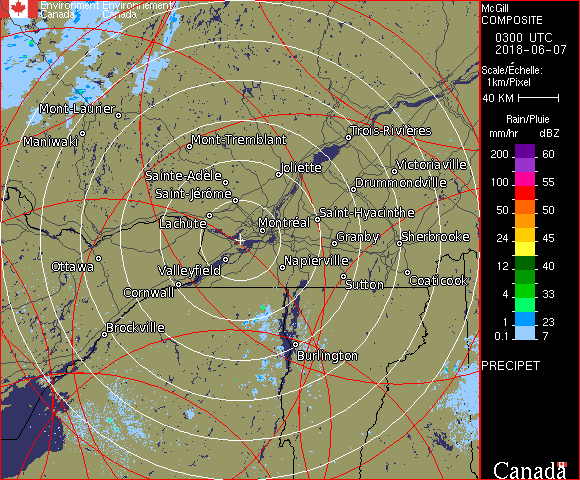 Environment Environnement
Canada Canada
McGill
COMPOSITE
0300 UTC
2018-06-07
Scale/Échelle:
1km/Pixel
40 KM
Rain/Pluie
mm/hr dBZ
200 60
150 57
100 55
50 50
24 45
12 40
4 33
1 23
0.1 7
PRECIPET
Canada
Mont-Laurier
Maniwaki
Mont-Tremblant
Trois-Rivières
Joliette
Victoriaville
Sainte-Adèle
Drummondville
Saint-Jérôme
Saint-Hyacinthe
Lachute
Montréal
Granby
Sherbrooke
Ottawa
Valleyfield
Napierville
Cornwall
Sutton
Coaticook
Brockville
Burlington